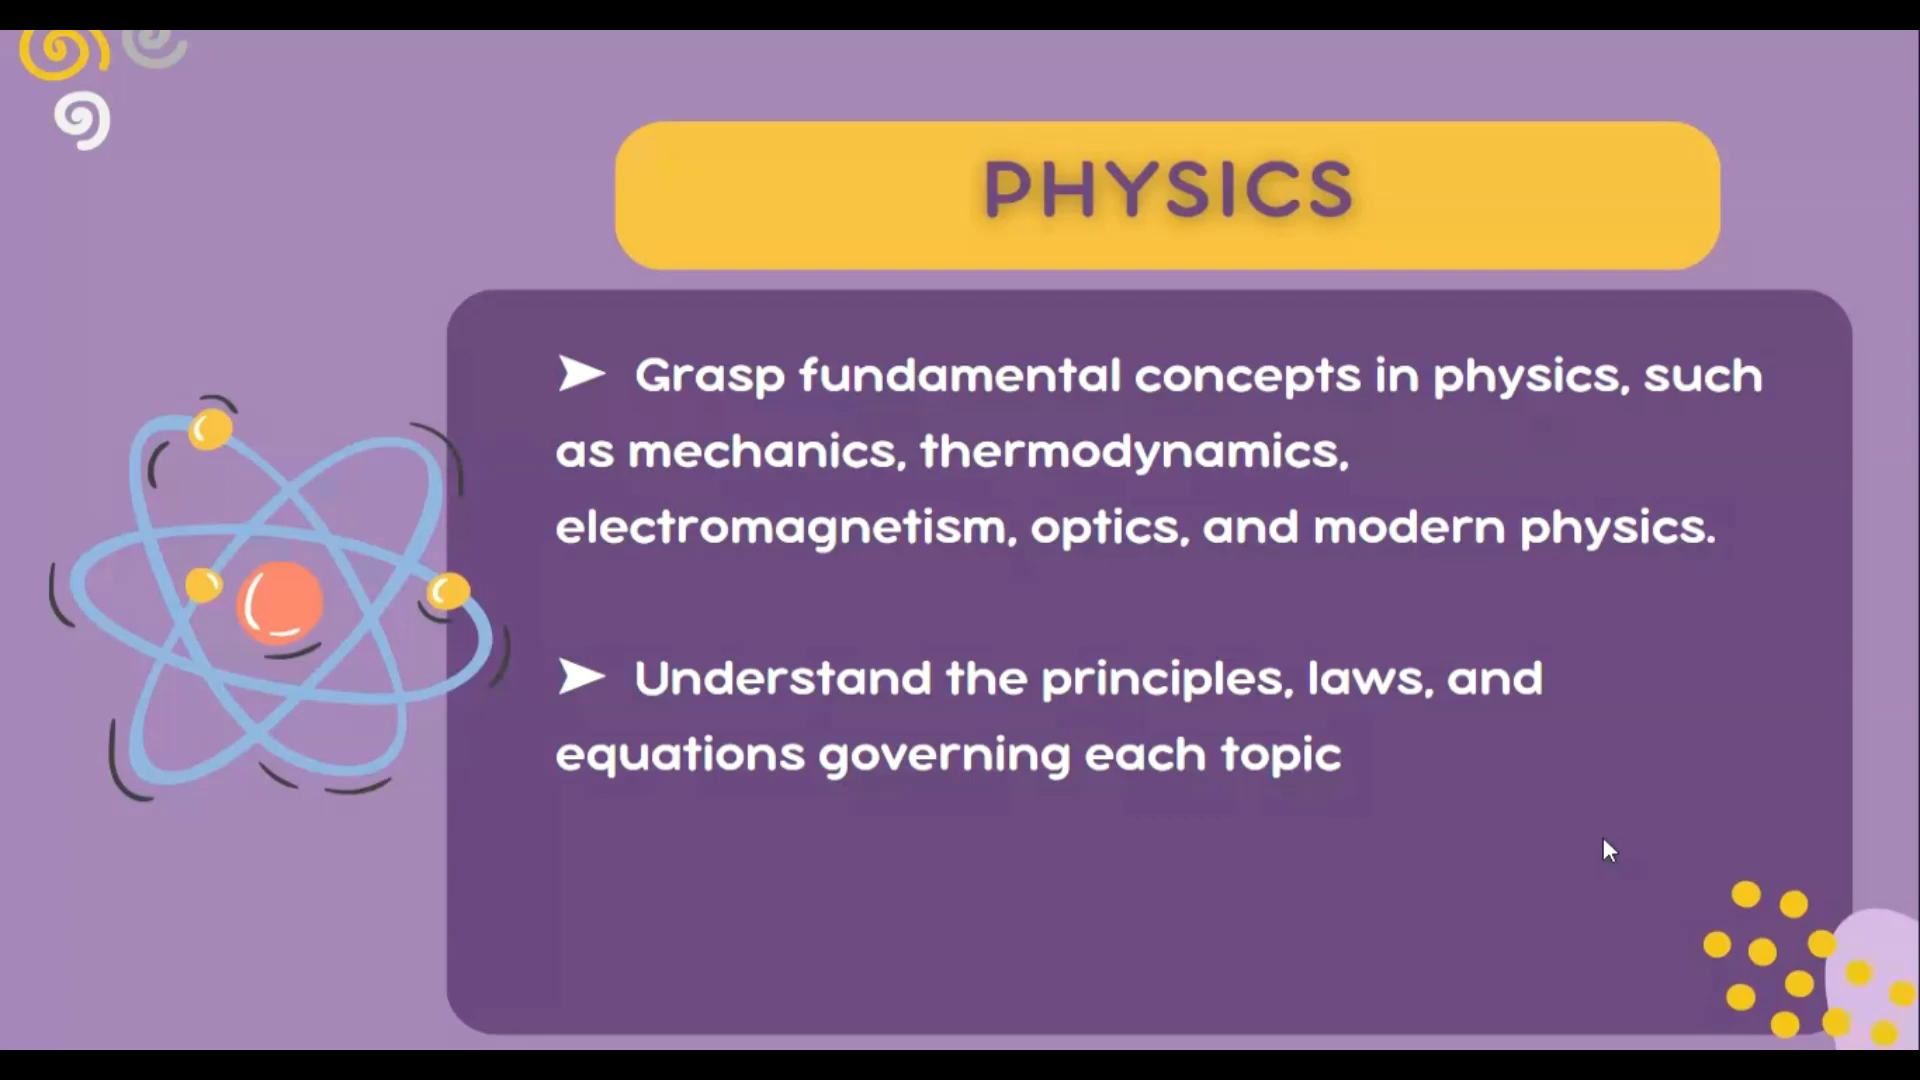 PHYSICS
➤ Grasp fundamental concepts in physics, such
as mechanics, thermodynamics,
electromagnetism, optics, and modern physics.
➤ Understand the principles, laws, and
equations governing each topic